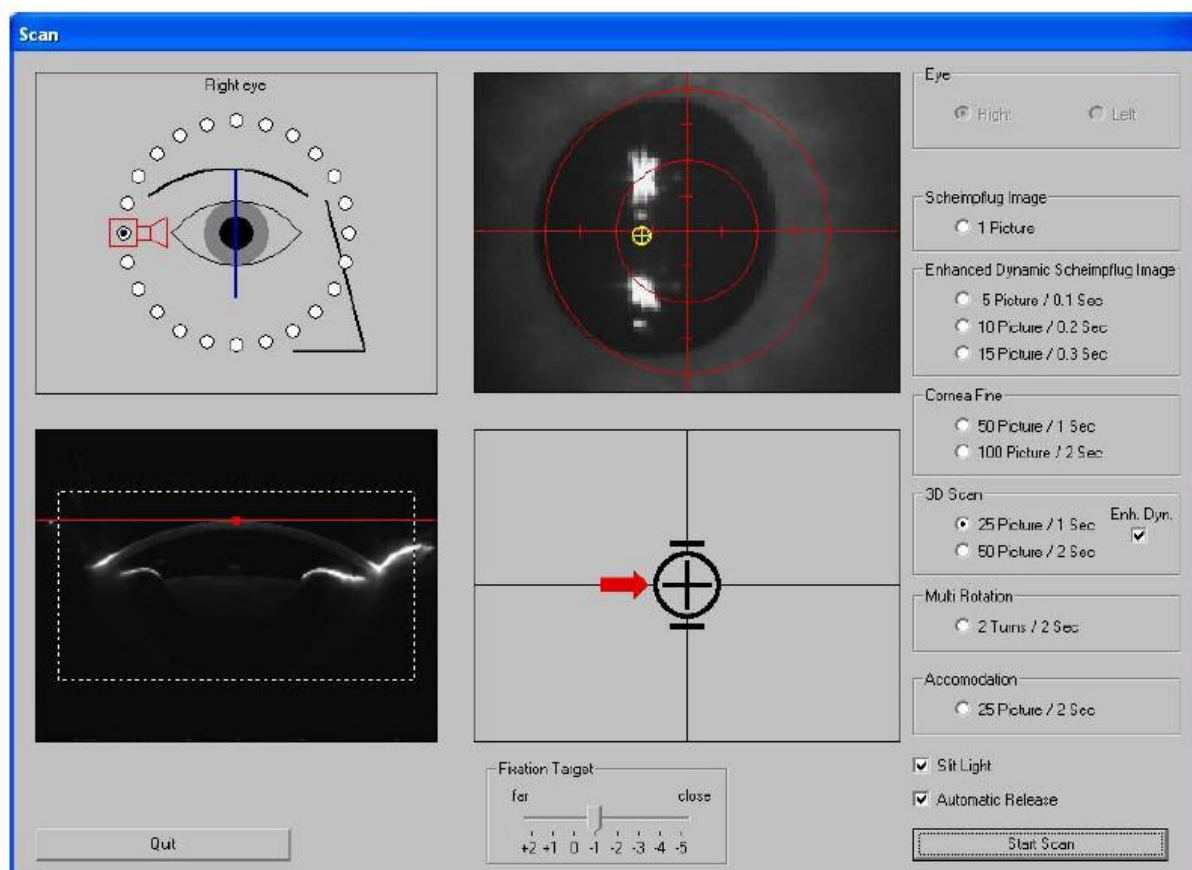 Scan
Right eye
Eye
Right Left
Scheimpflug Image
1 Picture
Enhanced Dynamic Scheimpflug Image
5 Picture / 0.1 Sec
10 Picture / 0.2 Sec
15 Picture / 0.3 Sec
Cornea Fine
50 Picture / 1 Sec
100 Picture / 2 Sec
3D Scan
25 Picture / 1 Sec Enh. Dyn.
50 Picture / 2 Sec
Multi Rotation
2 Turns / 2 Sec
Accomodation
25 Picture / 2 Sec
Slit Light
Automatic Release
Start Scan
Fixation Target
far close
+2 +1 0 -1 -2 -3 -4 -5
Quit